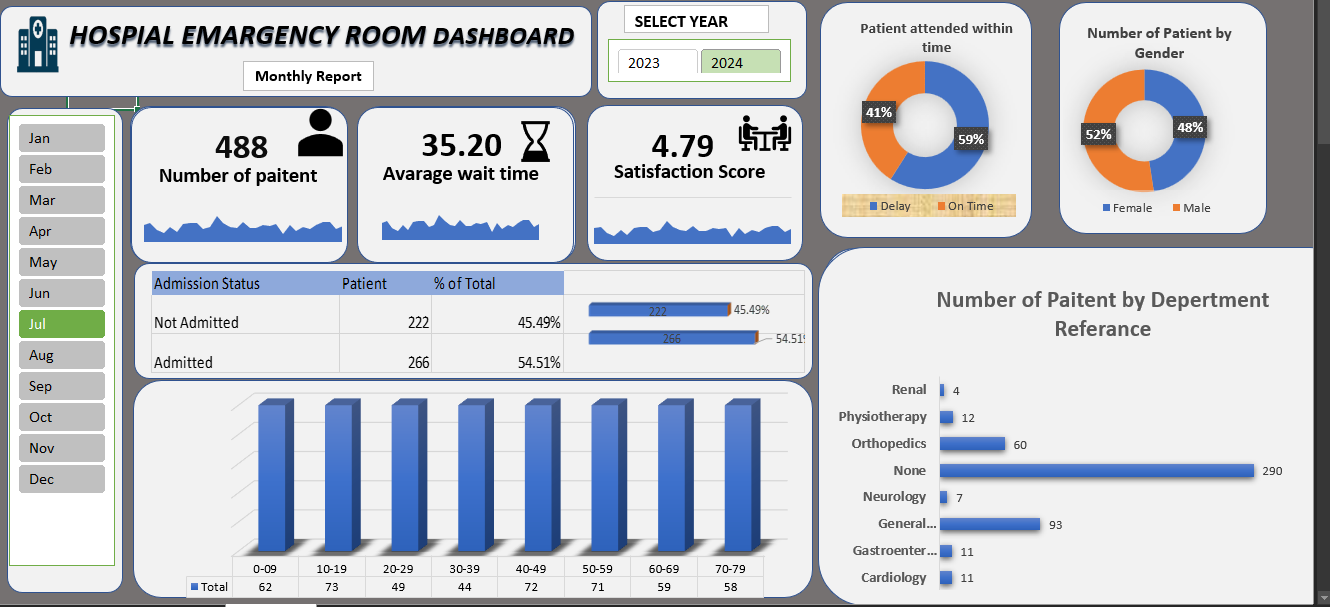 HOSPIAL EMARGENCY ROOM DASHBOARD
Monthly Report
SELECT YEAR
2023 2024
Jan
Feb
Mar
Apr
May
Jun
Jul
Aug
Sep
Oct
Nov
Dec
488
Number of paitent
35.20
Avarage wait time
4.79
Satisfaction Score
Patient attended within
time
41%
59%
Delay On Time
Number of Patient by
Gender
52%
48%
Female Male
Admission Status Patient % of Total
Not Admitted 222 45.49%
Admitted 266 54.51%
222 45.49%
266 54.51%
0-09 10-19 20-29 30-39 40-49 50-59 60-69 70-79
Total 62 73 49 44 72 71 59 58
Number of Paitent by Depertment
Referance
Renal 4
Physiotherapy 12
Orthopedics 60
None 290
Neurology 7
General... 93
Gastroenter... 11
Cardiology 11